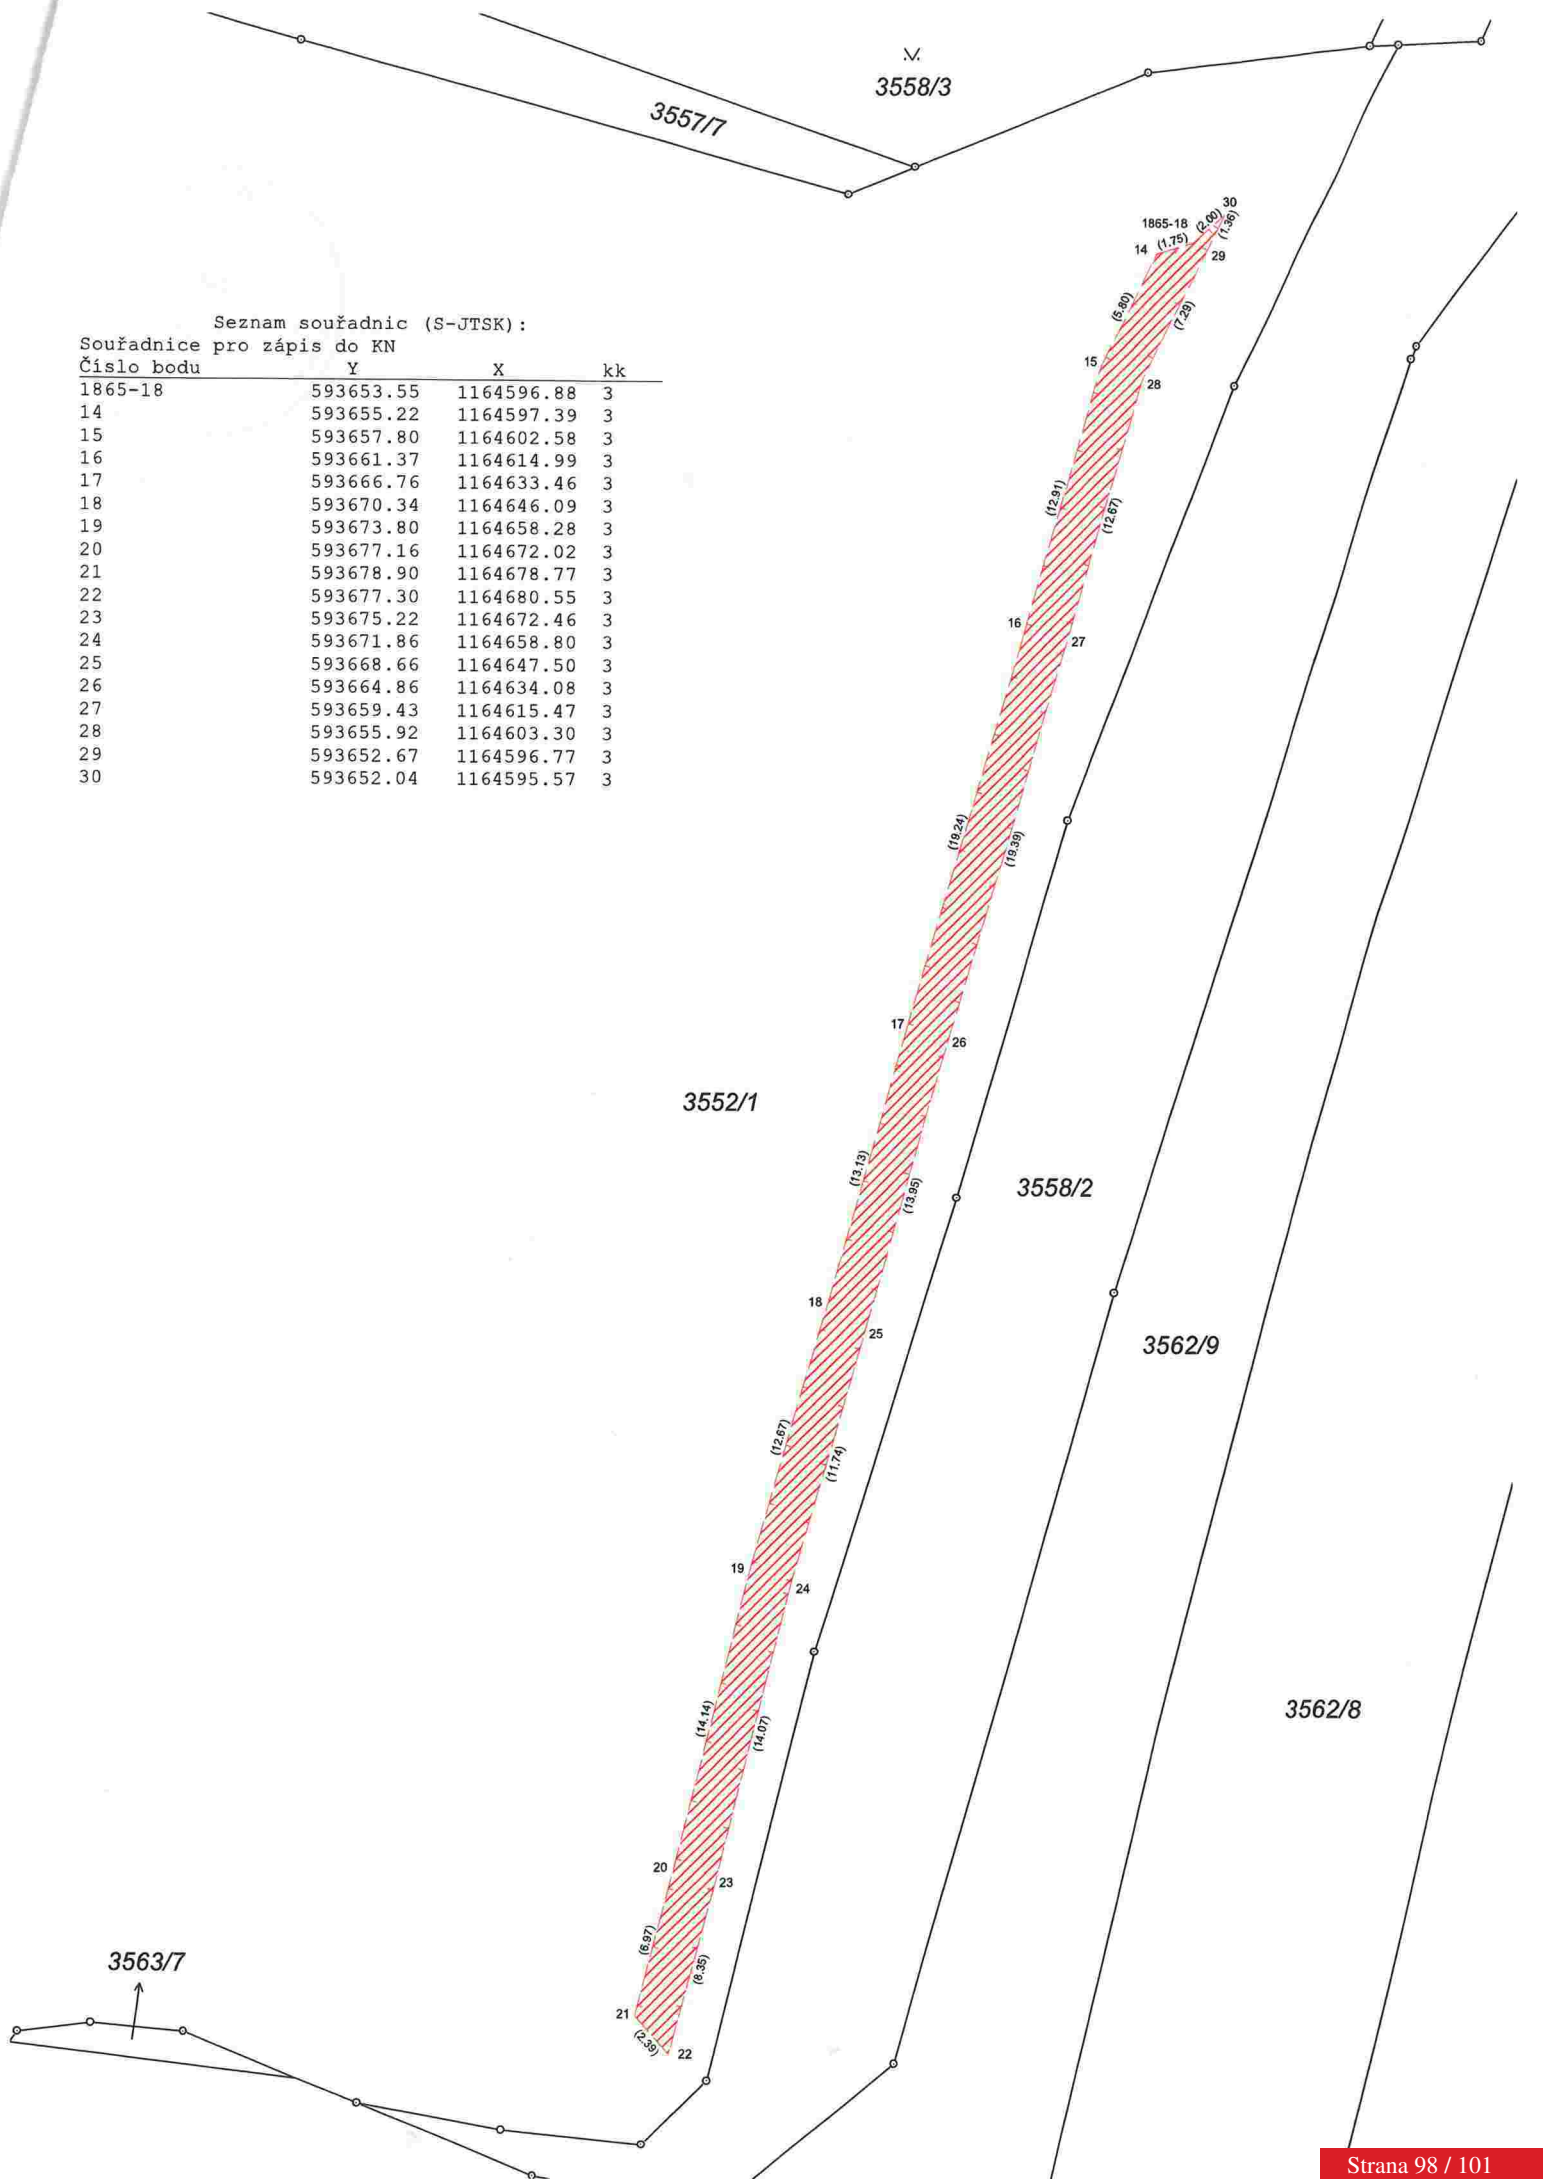 3558/3
3557/7
30
(2.00)
1865-18
(1.36)
(1.75)
14
29
(5.80)
(7.29)
Seznam souřadnic (S-JTSK):
Souřadnice pro zápis do KN
Číslo bodu Y X kk
1865-18 593653.55 1164596.88 3
14 593655.22 1164597.39 3
15 593657.80 1164602.58 3
16 593661.37 1164614.99 3
17 593666.76 1164633.46 3
18 593670.34 1164646.09 3
19 593673.80 1164658.28 3
20 593677.16 1164672.02 3
21 593678.90 1164678.77 3
22 593677.30 1164680.55 3
23 593675.22 1164672.46 3
24 593671.86 1164658.80 3
25 593668.66 1164647.50 3
26 593664.86 1164634.08 3
27 593659.43 1164615.47 3
28 593655.92 1164603.30 3
29 593652.67 1164596.77 3
30 593652.04 1164595.57 3
15
28
(12.91)
(12.67)
16
27
(19.24)
(19.39)
17
26
3552/1
(13.13)
(13.95)
3558/2
18
25
3562/9
(12.67)
(11.74)
19
24
3562/8
(14.14)
(14.07)
20
23
(6.97)
(8.35)
3563/7
21
(2.39)
22
Strana 98 / 101